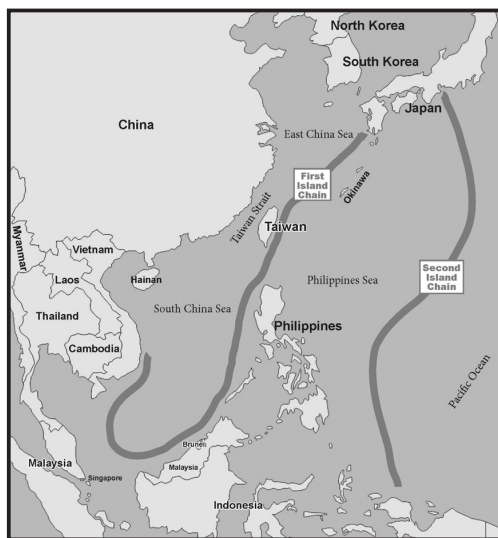 North Korea
South Korea
Japan
China
East China Sea
First
Island
Chain
Okinawa
Taiwan Strait
Taiwan
Myanmar
Vietnam
Laos
Hainan
Philippines Sea
Second
Island
Chain
South China Sea
Thailand
Philippines
Cambodia
Pacific Ocean
Brunei
Malaysia
Malaysia
Singapore
Indonesia